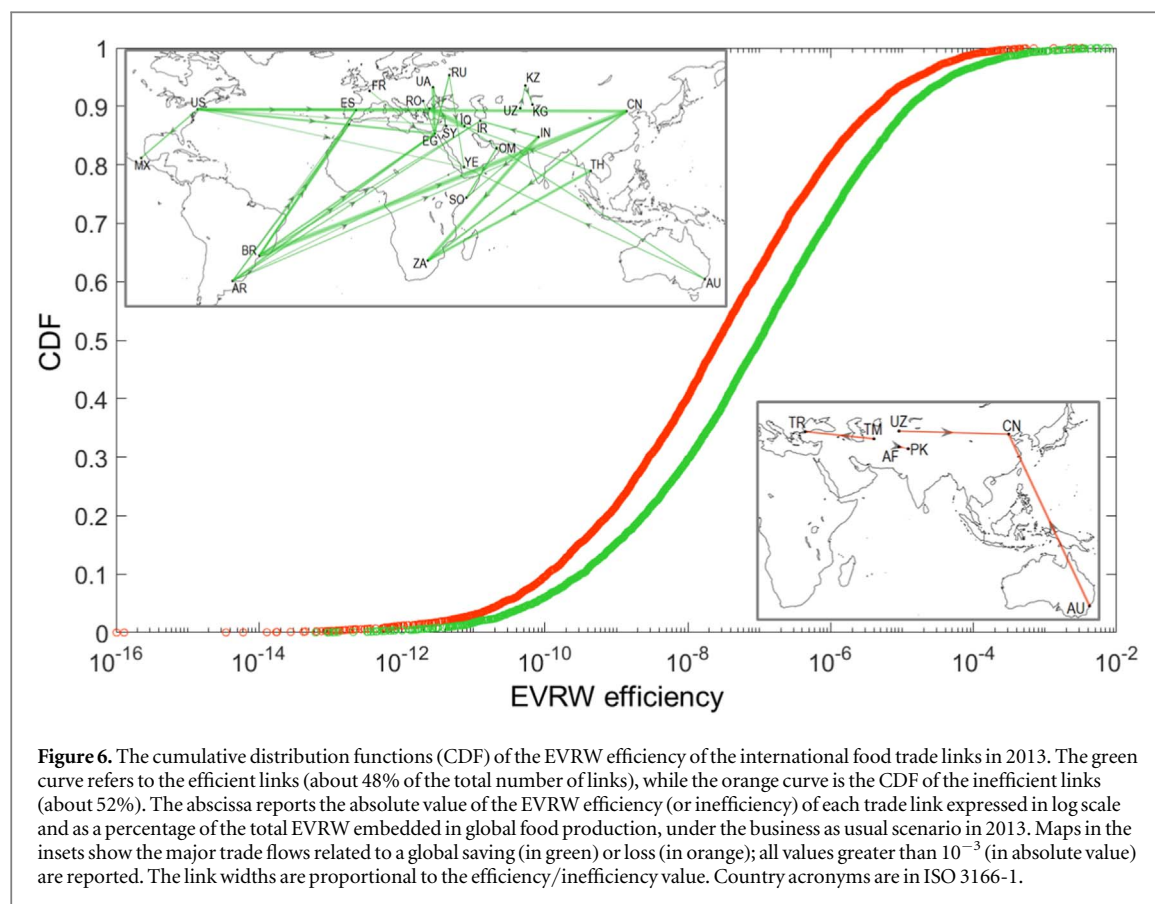 1
0.9
0.8
0.7
0.6
0.5
0.4
0.3
0.2
0.1
0
CDF
10^-16
10^-14
10^-12
10^-10
10^-8
10^-6
10^-4
10^-2
EVRW efficiency
US
MX
BR
AR
FR
ES
RO
UA
RU
EG
SY
IQ
IR
YE
OM
SO
ZA
KZ
UZ
KG
IN
TH
CN
AU
TR
TM
UZ
CN
AF
PK
AU
Figure 6. The cumulative distribution functions (CDF) of the EVRW efficiency of the international food trade links in 2013. The green
curve refers to the efficient links (about 48% of the total number of links), while the orange curve is the CDF of the inefficient links
(about 52%). The abscissa reports the absolute value of the EVRW efficiency (or inefficiency) of each trade link expressed in log scale
and as a percentage of the total EVRW embedded in global food production, under the business as usual scenario in 2013. Maps in the
insets show the major trade flows related to a global saving (in green) or loss (in orange); all values greater than 10^−3 (in absolute value)
are reported. The link widths are proportional to the efficiency/inefficiency value. Country acronyms are in ISO 3166-1.